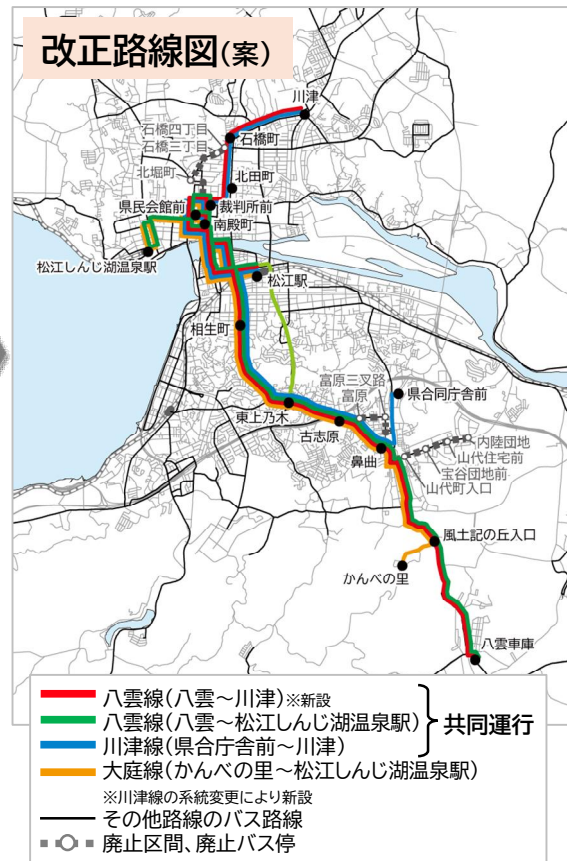 改正路線図(案)
川津
石橋四丁目
石橋三丁目
石橋町
北堀町
北田町
県民会館前
裁判所前
南殿町
松江しんじ湖温泉駅
松江駅
相生町
富原三叉路
富原
県合同庁舎前
東上乃木
古志原
鼻曲
内陸団地
山代住宅前
宝谷団地前
山代町入口
風土記の丘入口
かんべの里
八雲車庫
八雲線(八雲～川津)※新設
八雲線(八雲～松江しんじ湖温泉駅)
共同運行
川津線(県合庁舎前～川津)
大庭線(かんべの里～松江しんじ湖温泉駅)
※川津線の系統変更により新設
その他路線のバス路線
廃止区間、廃止バス停